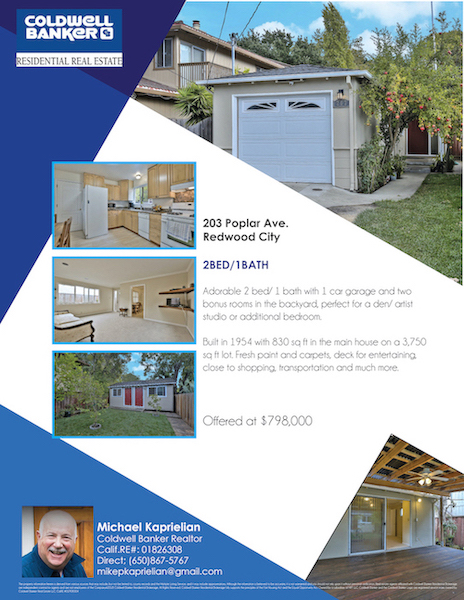 COLDWELL
BANKER
RESIDENTIAL REAL ESTATE
203 Poplar Ave.
Redwood City
2BED/1BATH
Adorable 2 bed/ 1 bath with 1 car garage and two
bonus rooms in the backyard, perfect for a den/ artist
studio or additional bedroom.
Built in 1954 with 830 sq ft in the main house on a 3,750
sq ft lot. Fresh paint and carpets, deck for entertaining,
close to shopping, transportation and much more.
Offered at $798,000
Michael Kaprielian
Coldwell Banker Realtor
Calif.RE#: 01826308
Direct; (650)867-5767
mikepkaprielian@gmail.com